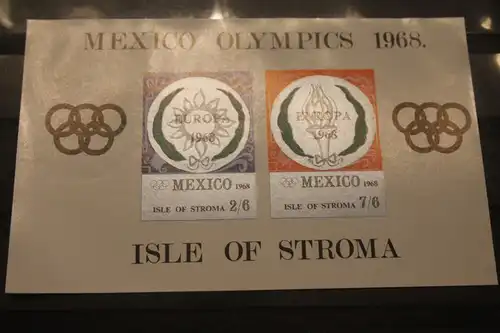 MEXICO OLYMPICS 1968.
EUROPA
1968
MEXICO 1968
ISLE OF STROMA 2/6
EUROPA
1968
MEXICO 1968
ISLE OF STROMA 7/6
ISLE OF STROMA